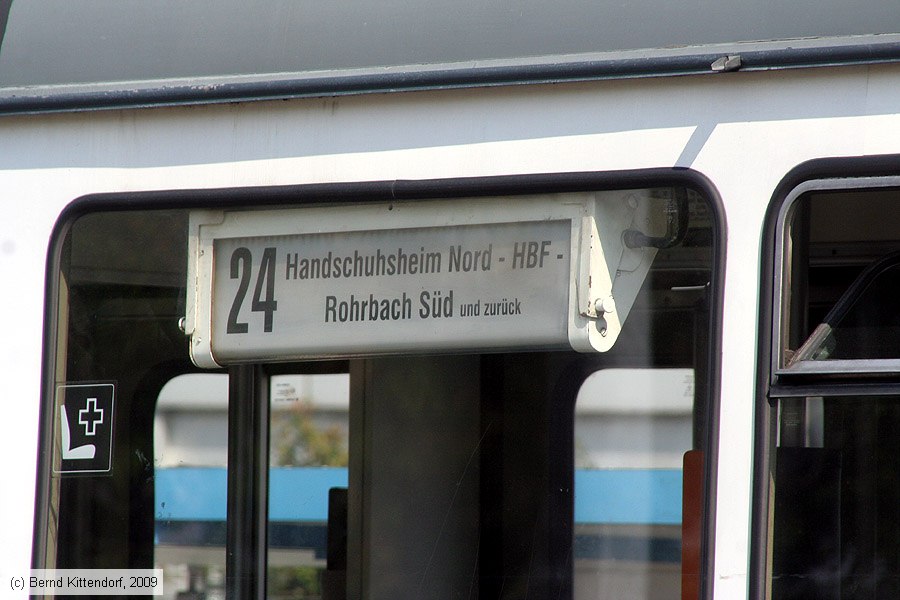 24 Handschuhsheim Nord - HBF -
Rohrbach Süd und zurück
(c) Bernd Kittendorf, 2009